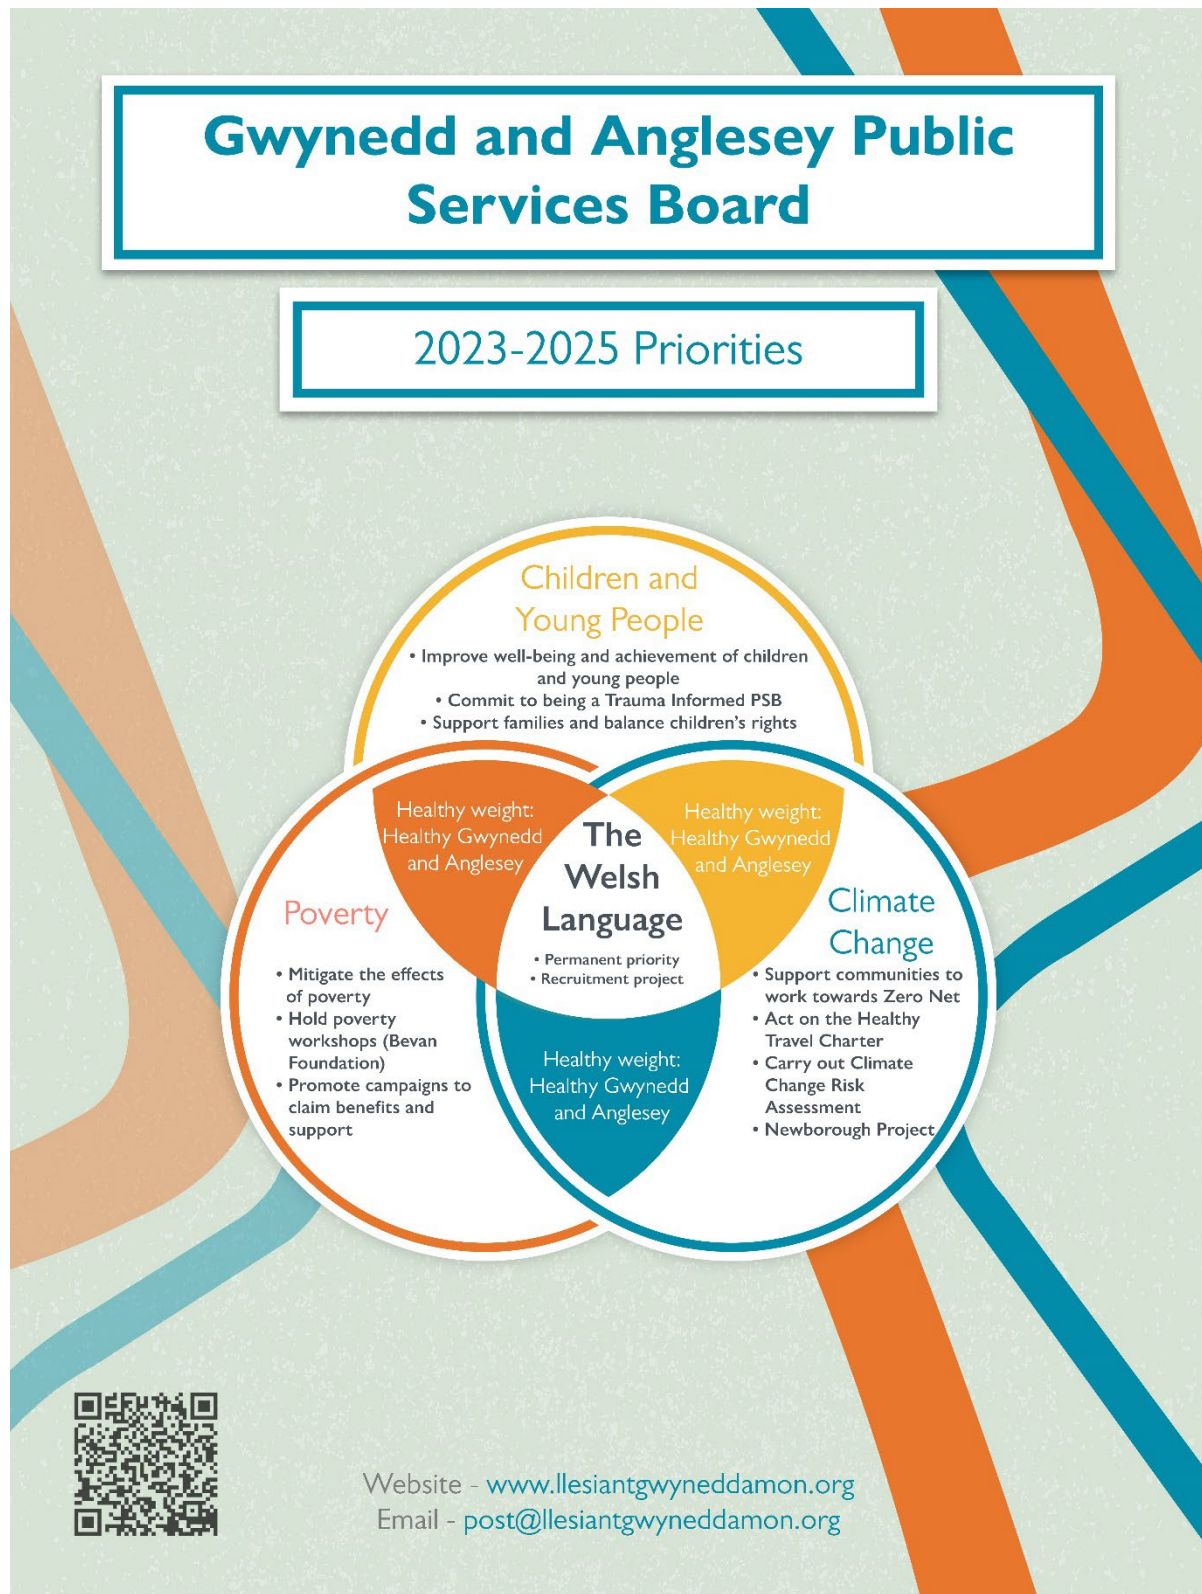 Gwynedd and Anglesey Public
Services Board
2023-2025 Priorities
Children and
Young People
• Improve well-being and achievement of children
and young people
• Commit to being a Trauma Informed PSB
• Support families and balance children's rights
Healthy weight:
Healthy Gwynedd
and Anglesey
The
Welsh
Language
• Permanent priority
• Recruitment project
Healthy weight:
Healthy Gwynedd
and Anglesey
Poverty
• Mitigate the effects
of poverty
• Hold poverty
workshops (Bevan
Foundation)
• Promote campaigns to
claim benefits and
support
Healthy weight:
Healthy Gwynedd
and Anglesey
Climate
Change
• Support communities to
work towards Zero Net
• Act on the Healthy
Travel Charter
• Carry out Climate
Change Risk
Assessment
• Newborough Project
Website - www.llesiantgwyneddamon.org
Email - post@llesiantgwyneddamon.org